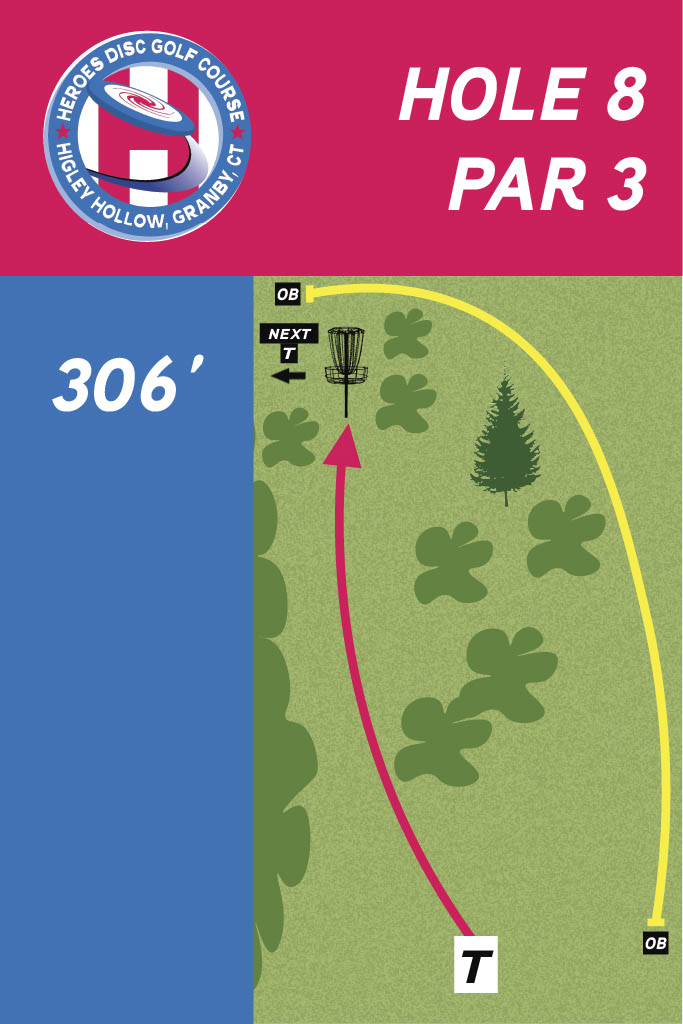 HEROES DISC GOLF COURSE
HIGLEY HOLLOW, GRANBY, CT
HOLE 8
PAR 3
306'
OB
NEXT
T
T
OB